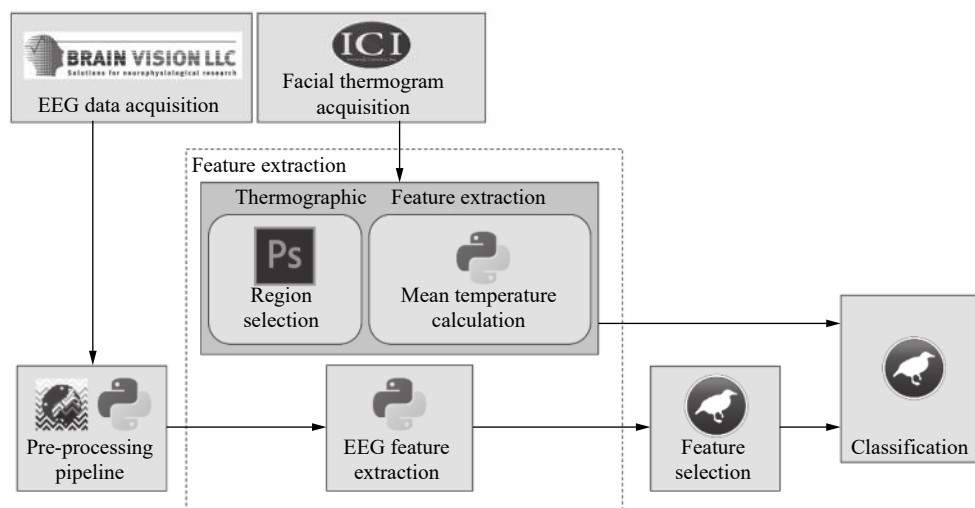 BRAIN VISION LLC
Solutions for neurophysiological research
EEG data acquisition
ICI
Facial thermogram
acquisition
Feature extraction
Thermographic Feature extraction
Ps
Region
selection
Mean temperature
calculation
Pre-processing
pipeline
EEG feature
extraction
Feature
selection
Classification